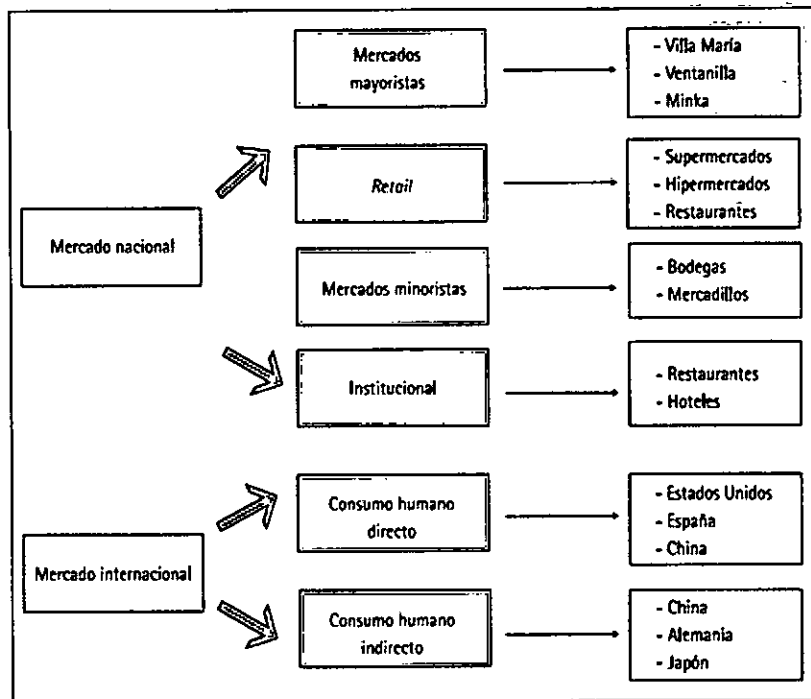 Mercado nacional
Mercados
mayoristas
- Villa María
- Ventanilla
- Minka
Retail
- Supermercados
- Hipermercados
- Restaurantes
Mercados minoristas
- Bodegas
- Mercadillos
Institucional
- Restaurantes
- Hoteles
Mercado internacional
Consumo humano
directo
- Estados Unidos
- España
- China
Consumo humano
indirecto
- China
- Alemania
- Japón